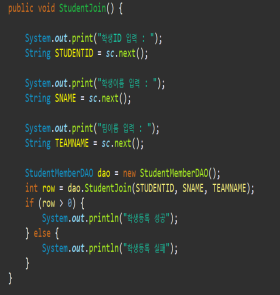 public void StudentJoin() {
System.out.print("학생ID 입력 : ");
String STUDENTID = sc.next();
System.out.print("학생이름 입력 : ");
String SNAME = sc.next();
System.out.print("팀이름 입력 : ");
String TEAMNAME = sc.next();
StudentMemberDAO dao = new StudentMemberDAO();
int row = dao.StudentJoin(STUDENTID, SNAME, TEAMNAME);
if (row > 0) {
System.out.println("학생등록 성공");
} else {
System.out.println("학생등록 실패");
}
}